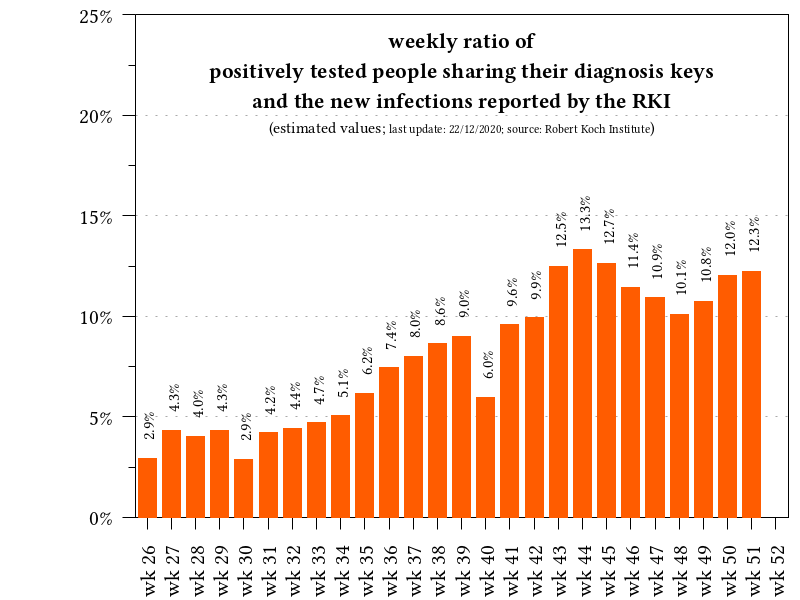 weekly ratio of
positively tested people sharing their diagnosis keys
and the new infections reported by the RKI
(estimated values; last update: 22/12/2020; source: Robert Koch Institute)
25%
20%
15%
10%
5%
0%
2.9%
4.3%
4.0%
4.3%
2.9%
4.2%
4.4%
4.7%
5.1%
6.2%
7.4%
8.0%
8.6%
9.0%
6.0%
9.6%
9.9%
12.5%
13.3%
12.7%
11.4%
10.9%
10.1%
10.8%
12.0%
12.3%
wk 26
wk 27
wk 28
wk 29
wk 30
wk 31
wk 32
wk 33
wk 34
wk 35
wk 36
wk 37
wk 38
wk 39
wk 40
wk 41
wk 42
wk 43
wk 44
wk 45
wk 46
wk 47
wk 48
wk 49
wk 50
wk 51
wk 52